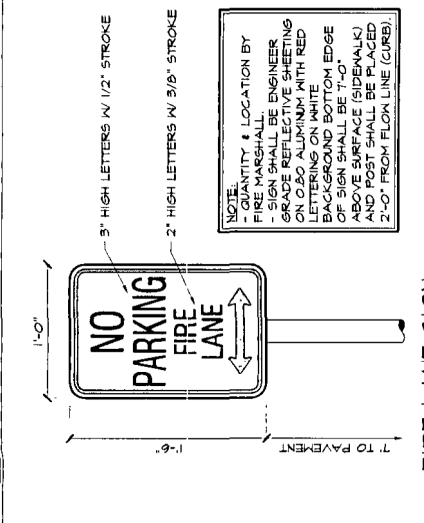 1'-0"
3" HIGH LETTERS W/ 1/2" STROKE
2" HIGH LETTERS W/ 3/8" STROKE
NO
PARKING
FIRE
LANE
1'-6"
7' TO PAVEMENT
NOTE:
- QUANTITY & LOCATION BY
FIRE MARSHALL.
- SIGN SHALL BE ENGINEER
GRADE REFLECTIVE SHEETING
ON 0.80 ALUMINUM WITH RED
LETTERING ON WHITE
BACKGROUND BOTTOM EDGE
OF SIGN SHALL BE 7'-0"
ABOVE SURFACE (SIDEWALK)
AND POST SHALL BE PLACED
2'-0" FROM FLOW LINE (CURB).
FIRE LANE SIGN